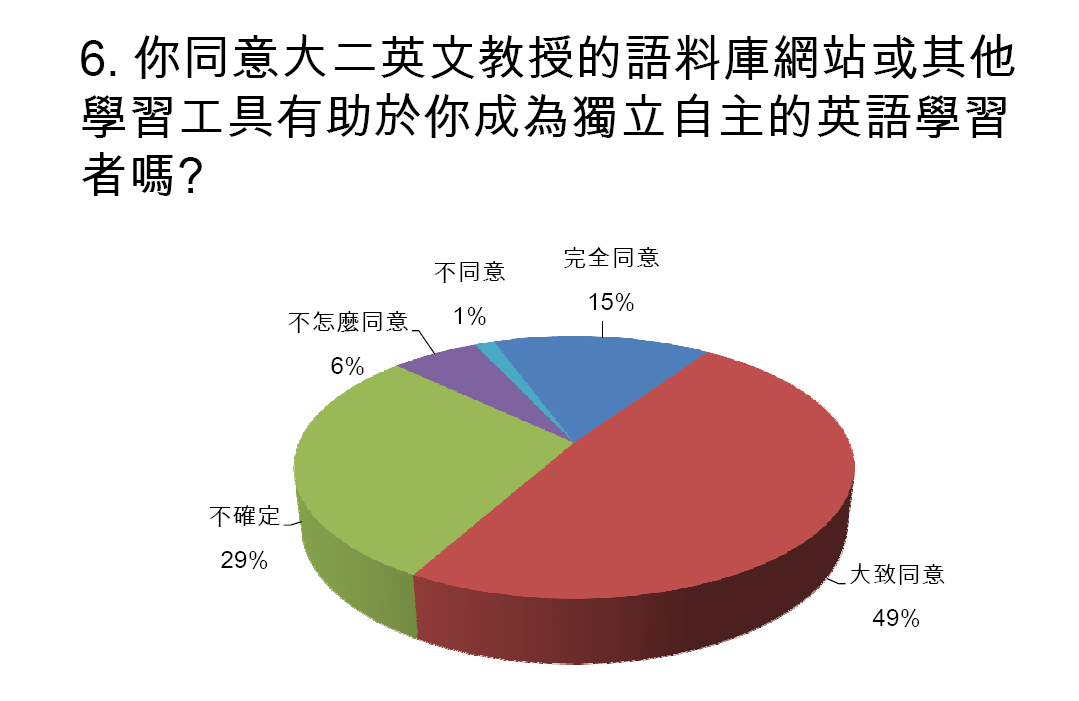 6. 你同意大二英文教授的語料庫網站或其他
學習工具有助於你成為獨立自主的英語學習
者嗎?
完全同意
15%
不同意
1%
不怎麼同意
6%
不確定
29%
大致同意
49%